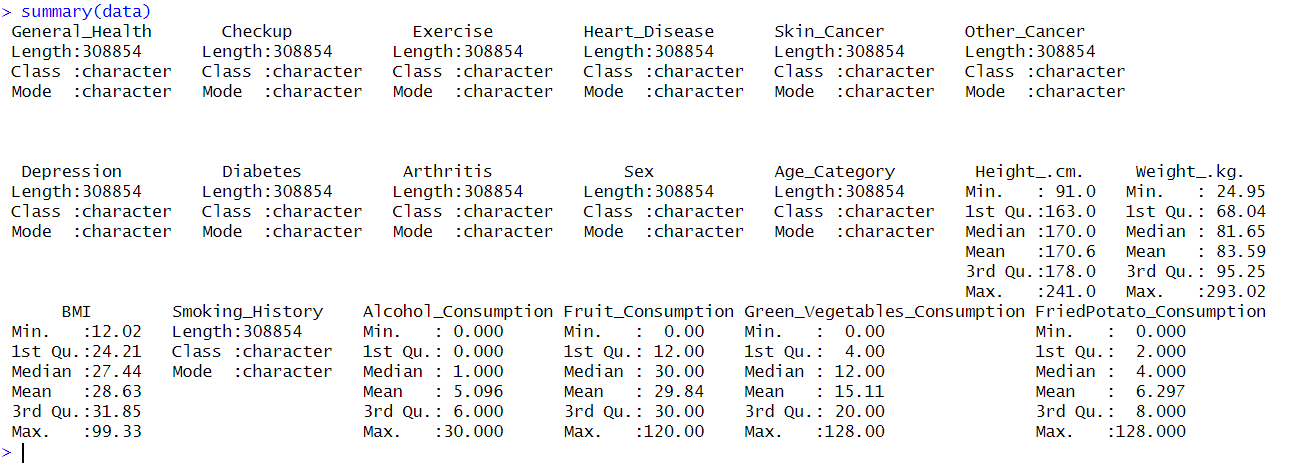 > summary(data)
 General_Health        Checkup            Exercise         Heart_Disease      Skin_Cancer        Other_Cancer
 Length:308854      Length:308854      Length:308854      Length:308854      Length:308854      Length:308854
 Class :character   Class :character   Class :character   Class :character   Class :character   Class :character
 Mode  :character   Mode  :character   Mode  :character   Mode  :character   Mode  :character   Mode  :character
  Depression          Diabetes          Arthritis             Sex            Age_Category        Height_.cm.     Weight_.kg.
 Length:308854      Length:308854      Length:308854      Length:308854      Length:308854      Min.   : 91.0   Min.   : 24.95
 Class :character   Class :character   Class :character   Class :character   Class :character   1st Qu.:163.0   1st Qu.: 68.04
 Mode  :character   Mode  :character   Mode  :character   Mode  :character   Mode  :character   Median :170.0   Median : 81.65
 Mean   :170.6   Mean   : 83.59
 3rd Qu.:178.0   3rd Qu.: 95.25
 Max.   :241.0   Max.   :293.02
      BMI        Smoking_History    Alcohol_Consumption Fruit_Consumption Green_Vegetables_Consumption FriedPotato_Consumption
 Min.   :12.02   Length:308854      Min.   : 0.000      Min.   :  0.00    Min.   :  0.00               Min.   :  0.000
 1st Qu.:24.21   Class :character   1st Qu.: 0.000      1st Qu.: 12.00    1st Qu.:  4.00               1st Qu.:  2.000
 Median :27.44   Mode  :character   Median : 1.000      Median : 30.00    Median : 12.00               Median :  4.000
 Mean   :28.63                      Mean   : 5.096      Mean   : 29.84    Mean   : 15.11               Mean   :  6.297
 3rd Qu.:31.85                      3rd Qu.: 6.000      3rd Qu.: 30.00    3rd Qu.: 20.00               3rd Qu.:  8.000
 Max.   :99.33                      Max.   :30.000      Max.   :120.00    Max.   :128.00               Max.   :128.000
>